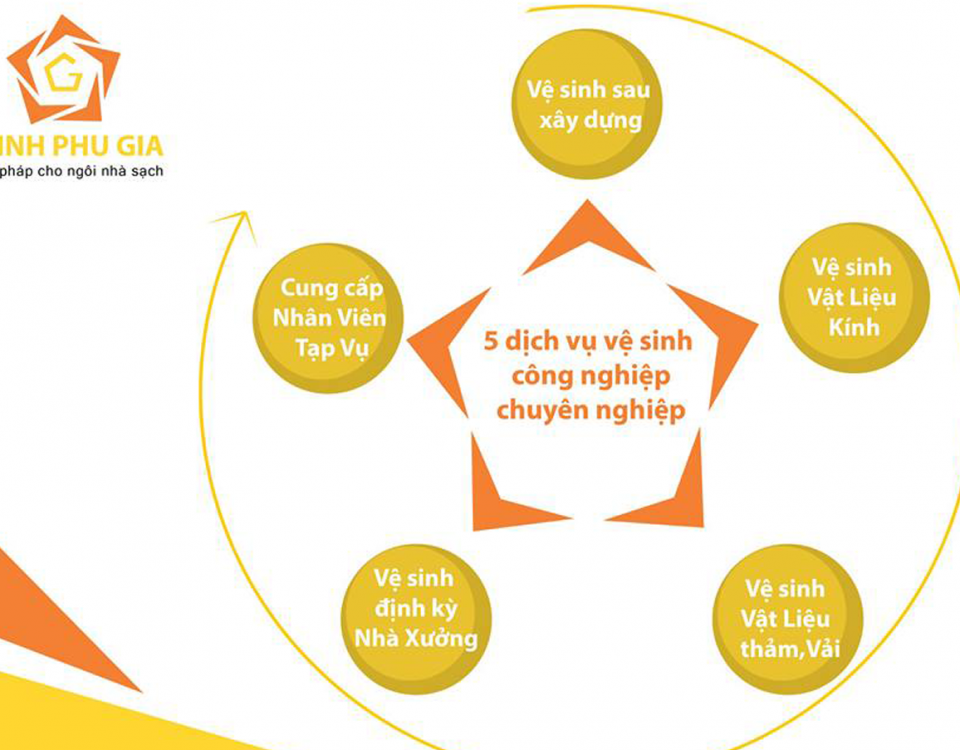 G
INH PHU GIA
pháp cho ngôi nhà sạch
Vệ sinh sau
xây dựng
Vệ sinh
Vật Liệu
Kính
Vệ sinh
Vật Liệu
thảm,Vải
Vệ sinh
định kỳ
Nhà Xưởng
Cung cấp
Nhân Viên
Tạp Vụ
5 dịch vụ vệ sinh
công nghiệp
chuyên nghiệp